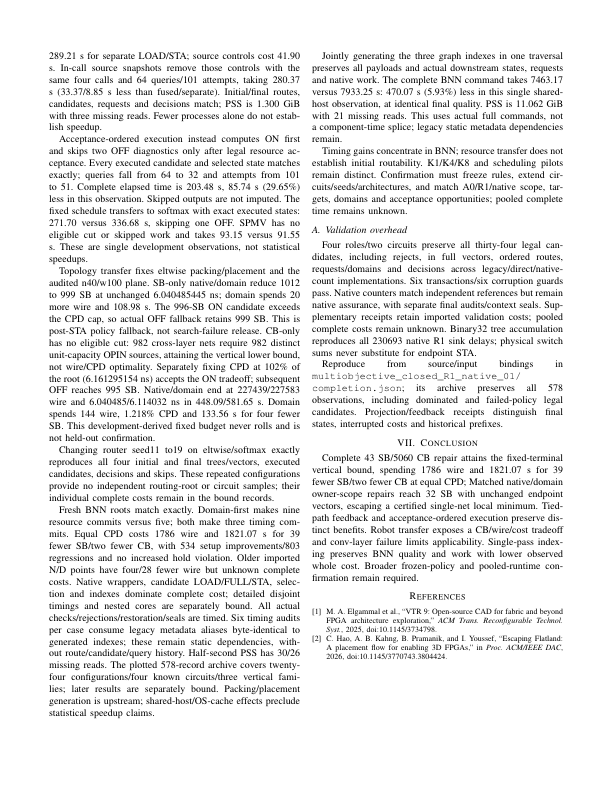 289.21 s for separate LOAD/STA; source controls cost 41.90
s. In-call source snapshots remove those controls with the
same four calls and 64 queries/101 attempts, taking 280.37
s (33.37/8.85 s less than fused/separate). Initial/final routes,
candidates, requests and decisions match; PSS is 1.300 GiB
with three missing reads. Fewer processes alone do not estab-
lish speedup.
Acceptance-ordered execution instead computes ON first
and skips two OFF diagnostics only after legal resource ac-
ceptance. Every executed candidate and selected state matches
exactly; queries fall from 64 to 32 and attempts from 101
to 51. Complete elapsed time is 203.48 s, 85.74 s (29.65%)
less in this observation. Skipped outputs are not imputed. The
fixed schedule transfers to softmax with exact executed states:
271.70 versus 336.68 s, skipping one OFF. SPMV has no
eligible cut or skipped work and takes 93.15 versus 91.55
s. These are single development observations, not statistical
speedups.
Topology transfer fixes eltwise packing/placement and the
audited n40/w100 plane. SB-only native/domain reduce 1012
to 999 SB at unchanged 6.040485445 ns; domain spends 20
more wire and 108.98 s. The 996-SB ON candidate exceeds
the CPD cap, so actual OFF fallback retains 999 SB. This is
post-STA policy fallback, not search-failure release. CB-only
has no eligible cut: 982 cross-layer nets require 982 distinct
unit-capacity OPIN sources, attaining the vertical lower bound,
not wire/CPD optimality. Separately fixing CPD at 102% of
the root (6.161295154 ns) accepts the ON tradeoff; subsequent
OFF reaches 995 SB. Native/domain end at 227439/227583
wire and 6.040485/6.114032 ns in 448.09/581.65 s. Domain
spends 144 wire, 1.218% CPD and 133.56 s for four fewer
SB. This development-derived fixed budget never rolls and is
not held-out confirmation.
Changing router seed11 to19 on eltwise/softmax exactly
reproduces all four initial and final trees/vectors, executed
candidates, decisions and skips. These repeated configurations
provide no independent routing-root or circuit samples; their
individual complete costs remain in the bound records.
Fresh BNN roots match exactly. Domain-first makes nine
resource commits versus five; both make three timing com-
mits. Equal CPD costs 1786 wire and 1821.07 s for 39
fewer SB/two fewer CB, with 534 setup improvements/803
regressions and no increased hold violation. Older imported
N/D points have four/28 fewer wire but unknown complete
costs. Native wrappers, candidate LOAD/FULL/STA, selec-
tion and indexes dominate complete cost; detailed disjoint
timings and nested cores are separately bound. All actual
checks/rejections/restoration/seals are timed. Six timing audits
per case consume legacy metadata aliases byte-identical to
generated indexes; these remain static dependencies, with-
out route/candidate/query history. Half-second PSS has 30/26
missing reads. The plotted 578-record archive covers twenty-
four configurations/four known circuits/three vertical fami-
lies; later results are separately bound. Packing/placement
generation is upstream; shared-host/OS-cache effects preclude
statistical speedup claims.
Jointly generating the three graph indexes in one traversal
preserves all payloads and actual downstream states, requests
and native work. The complete BNN command takes 7463.17
versus 7933.25 s: 470.07 s (5.93%) less in this single shared-
host observation, at identical final quality. PSS is 11.062 GiB
with 21 missing reads. This uses actual full commands, not
a component-time splice; legacy static metadata dependencies
remain.
Timing gains concentrate in BNN; resource transfer does not
establish initial routability. K1/K4/K8 and scheduling pilots
remain distinct. Confirmation must freeze rules, extend cir-
cuits/seeds/architectures, and match A0/R1/native scope, tar-
gets, domains and acceptance opportunities; pooled complete
time remains unknown.
A. Validation overhead
Four roles/two circuits preserve all thirty-four legal can-
didates, including rejects, in full vectors, ordered routes,
requests/domains and decisions across legacy/direct/native-
count implementations. Six transactions/six corruption guards
pass. Native counters match independent references but remain
native assurance, with separate final audits/context seals. Sup-
plementary receipts retain imported validation costs; pooled
complete costs remain unknown. Binary32 tree accumulation
reproduces all 230693 native R1 sink delays; physical switch
sums never substitute for endpoint STA.
Reproduce from source/input bindings in
multiobjective_closed_R1_native_01/
completion.json; its archive preserves all 578
observations, including dominated and failed-policy legal
candidates. Projection/feedback receipts distinguish final
states, interrupted costs and historical prefixes.
VII. CONCLUSION
Complete 43 SB/5060 CB repair attains the fixed-terminal
vertical bound, spending 1786 wire and 1821.07 s for 39
fewer SB/two fewer CB at equal CPD; Matched native/domain
owner-scope repairs reach 32 SB with unchanged endpoint
vectors, escaping a certified single-net local minimum. Tied-
path feedback and acceptance-ordered execution preserve dis-
tinct benefits. Robot transfer exposes a CB/wire/cost tradeoff
and conv-layer failure limits applicability. Single-pass index-
ing preserves BNN quality and work with lower observed
whole cost. Broader frozen-policy and pooled-runtime con-
firmation remain required.
REFERENCES
[1] M. A. Elgammal et al., "VTR 9: Open-source CAD for fabric and beyond
FPGA architecture exploration," ACM Trans. Reconfigurable Technol.
Syst., 2025, doi:10.1145/3734798.
[2] C. Hao, A. B. Kahng, B. Pramanik, and I. Youssef, "Escaping Flatland:
A placement flow for enabling 3D FPGAs," in Proc. ACM/IEEE DAC,
2026, doi:10.1145/3770743.3804424.